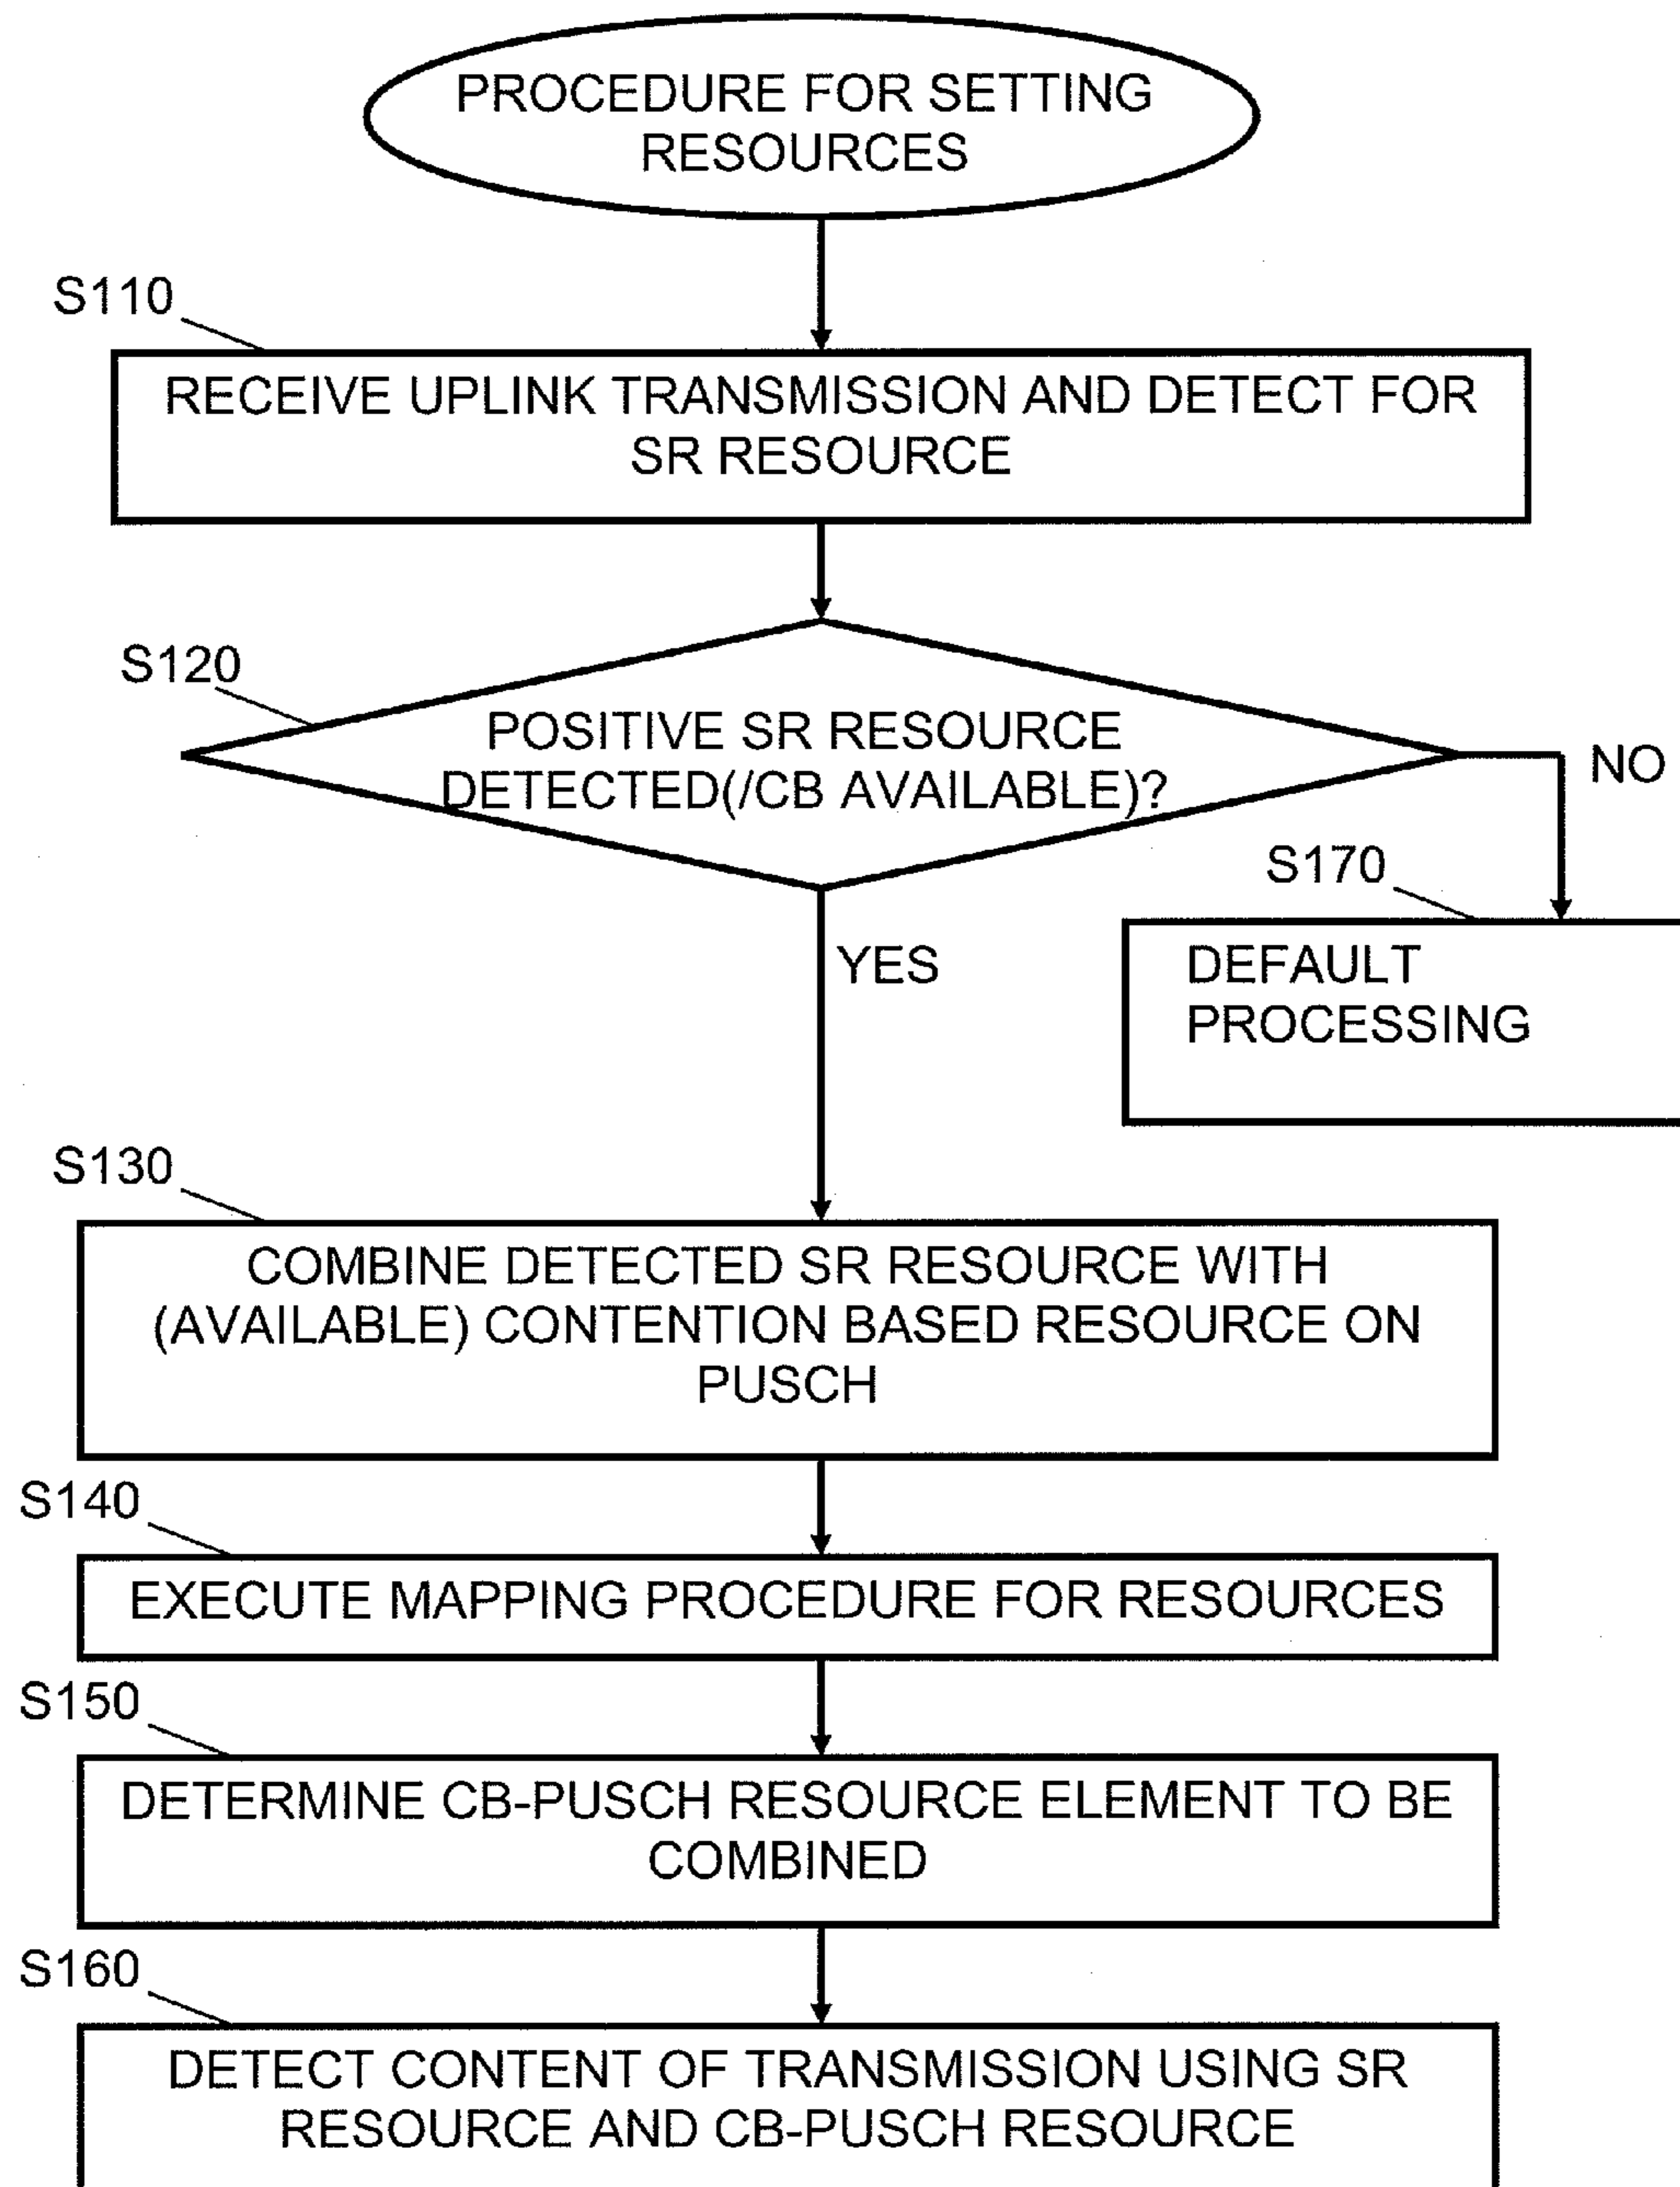 PROCEDURE FOR SETTING
RESOURCES
S110
RECEIVE UPLINK TRANSMISSION AND DETECT FOR
SR RESOURCE
S120
POSITIVE SR RESOURCE
DETECTED(/CB AVAILABLE)?
NO
S170
DEFAULT
PROCESSING
YES
S130
COMBINE DETECTED SR RESOURCE WITH
(AVAILABLE) CONTENTION BASED RESOURCE ON
PUSCH
S140
EXECUTE MAPPING PROCEDURE FOR RESOURCES
S150
DETERMINE CB-PUSCH RESOURCE ELEMENT TO BE
COMBINED
S160
DETECT CONTENT OF TRANSMISSION USING SR
RESOURCE AND CB-PUSCH RESOURCE